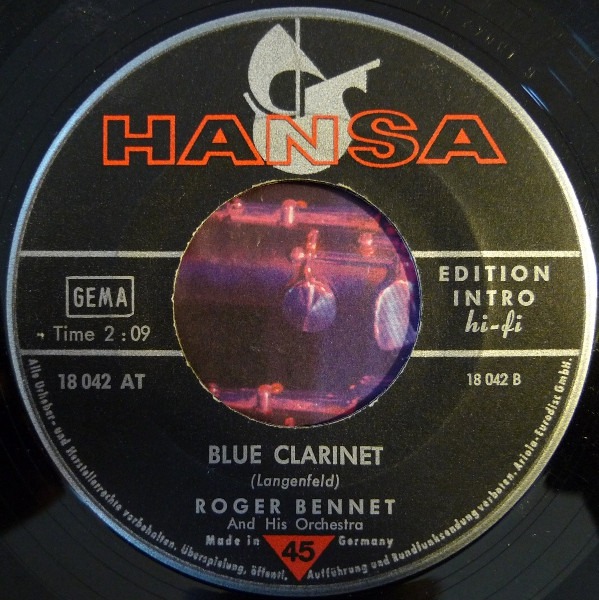 HANSA
GEMA
Time 2:09
18 042 AT
EDITION
INTRO
hi-fi
18 042 B
BLUE CLARINET
(Langenfeld)
ROGER BENNET
And His Orchestra
Made in Germany
45
Alle Urheber- und Herstellerrechte vorbehalten. Überspielung, öffentl. Aufführung und Rundfunksendung verboten. Ariola-Eurodisc GmbH.